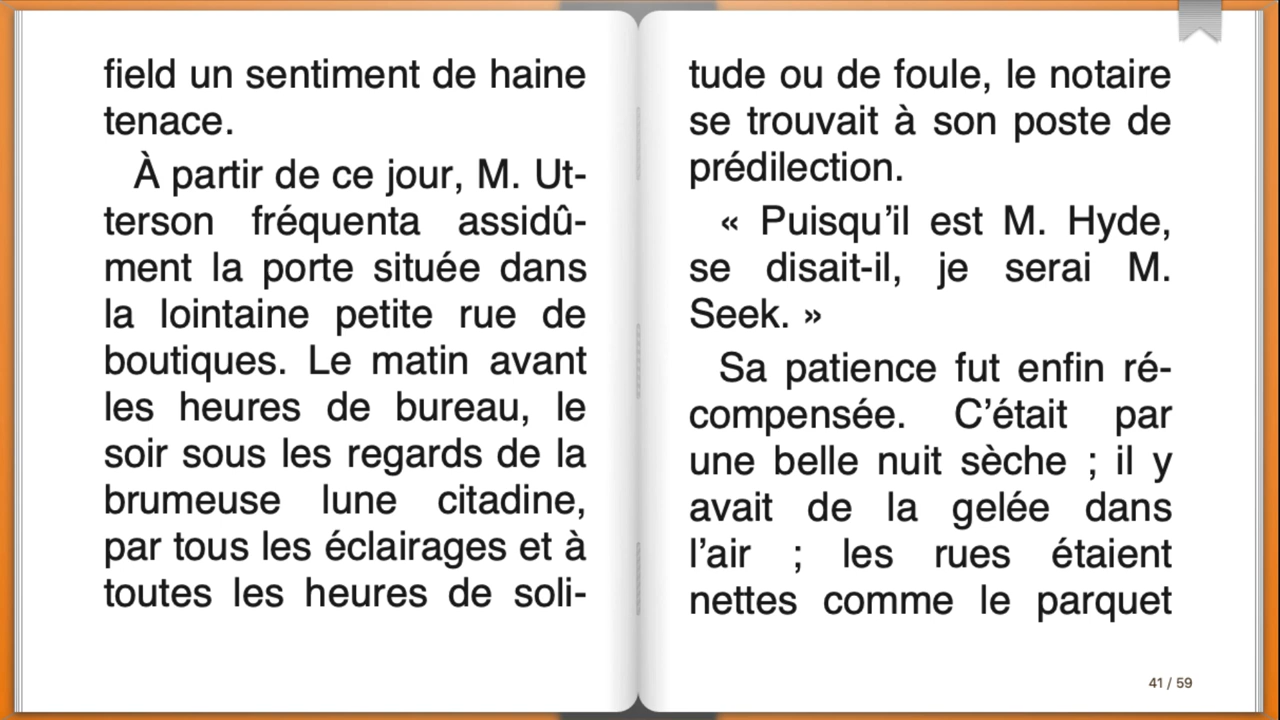 field un sentiment de haine
tenace.
À partir de ce jour, M. Ut-
terson fréquenta assidû-
ment la porte située dans
la lointaine petite rue de
boutiques. Le matin avant
les heures de bureau, le
soir sous les regards de la
brumeuse lune citadine,
par tous les éclairages et à
toutes les heures de soli-
tude ou de foule, le notaire
se trouvait à son poste de
prédilection.
« Puisqu’il est M. Hyde,
se disait-il, je serai M.
Seek. »
Sa patience fut enfin ré-
compensée. C’était par
une belle nuit sèche ; il y
avait de la gelée dans
l’air ; les rues étaient
nettes comme le parquet
41 / 59